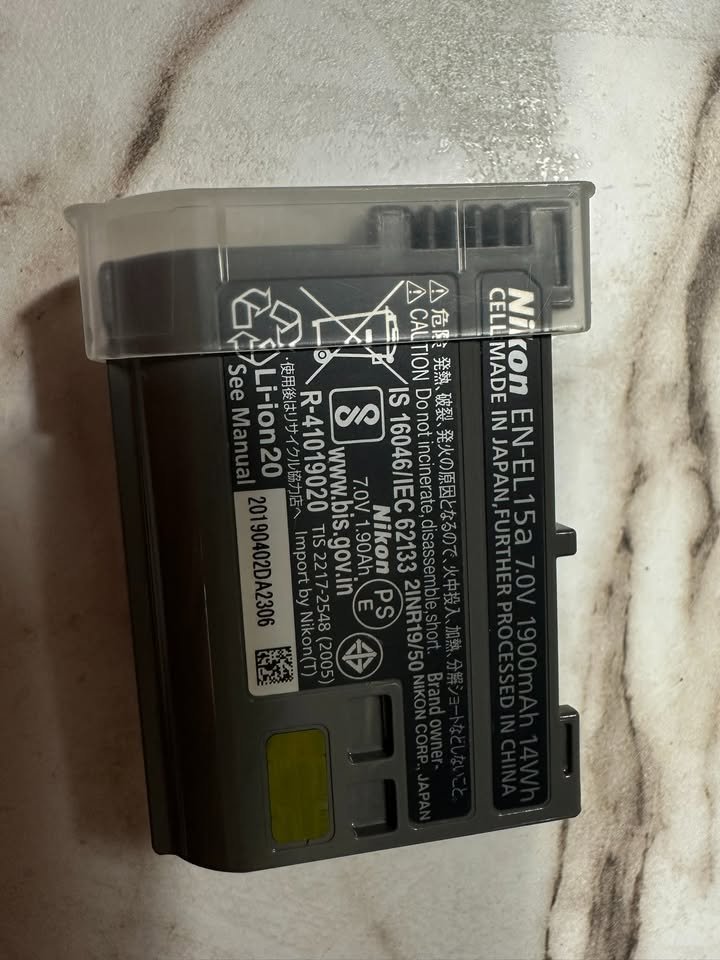 Nikon EN-EL15a 7.0V 1900mAh 14Wh
CELL MADE IN JAPAN,FURTHER PROCESSED IN CHINA
⚠ 危険 発熱、破裂、発火の原因となるので、火中投入、加熱、分解ショートなどしないこと。
⚠ CAUTION Do not incinerate, disassemble, short.
Brand owner-
NIKON CORP., JAPAN
IS 16046/IEC 62133 2INR19/50
Nikon
7.0V 1.90Ah
PS
E
www.bis.gov.in
R-41019020
TIS 2217-2548 (2005)
Import by Nikon(T)
・使用後はリサイクル協力店へ
Li-ion20
See Manual
20190402DA2306